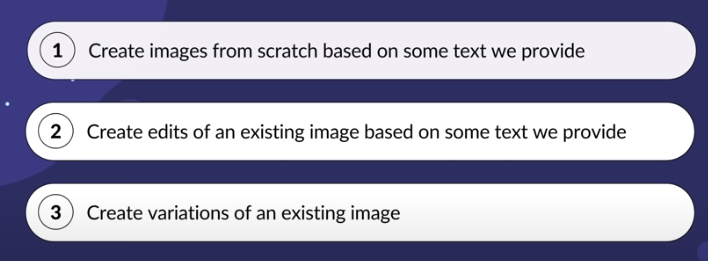 1 Create images from scratch based on some text we provide
2 Create edits of an existing image based on some text we provide
3 Create variations of an existing image